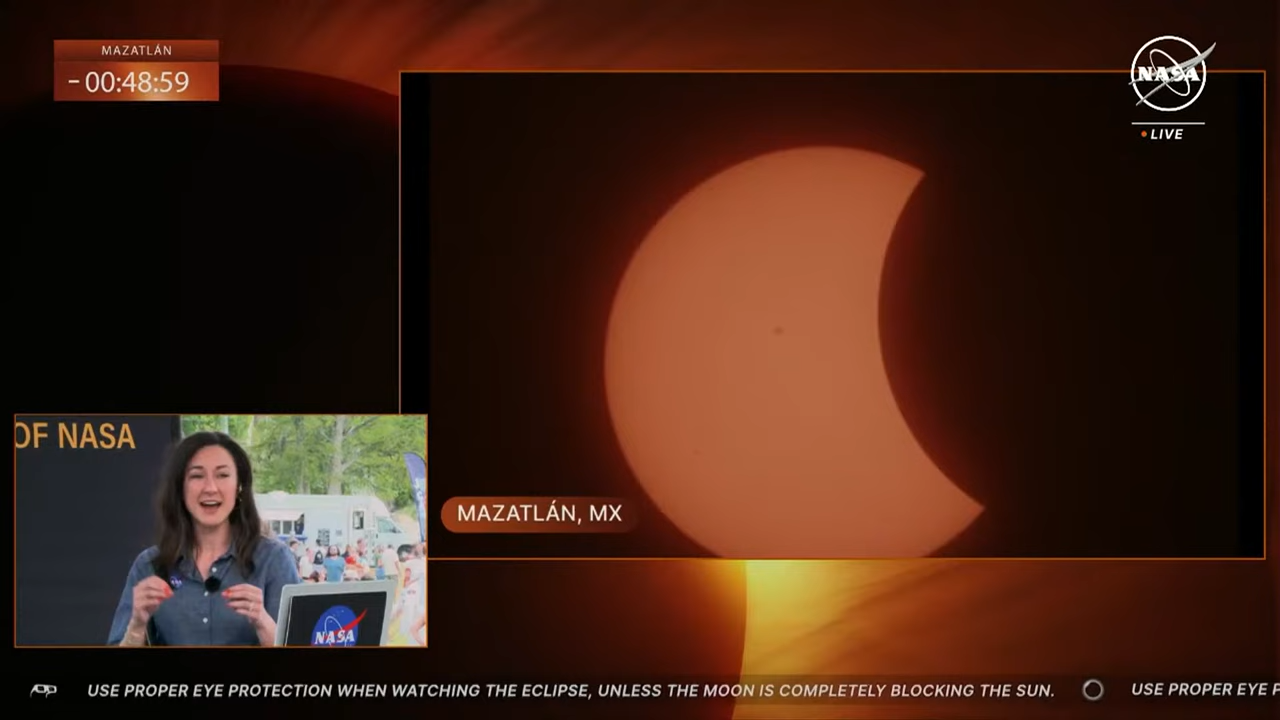 MAZATLÁN
-00:48:59
NASA
LIVE
OF NASA
MAZATLÁN, MX
NASA
USE PROPER EYE PROTECTION WHEN WATCHING THE ECLIPSE, UNLESS THE MOON IS COMPLETELY BLOCKING THE SUN. USE PROPER EYE